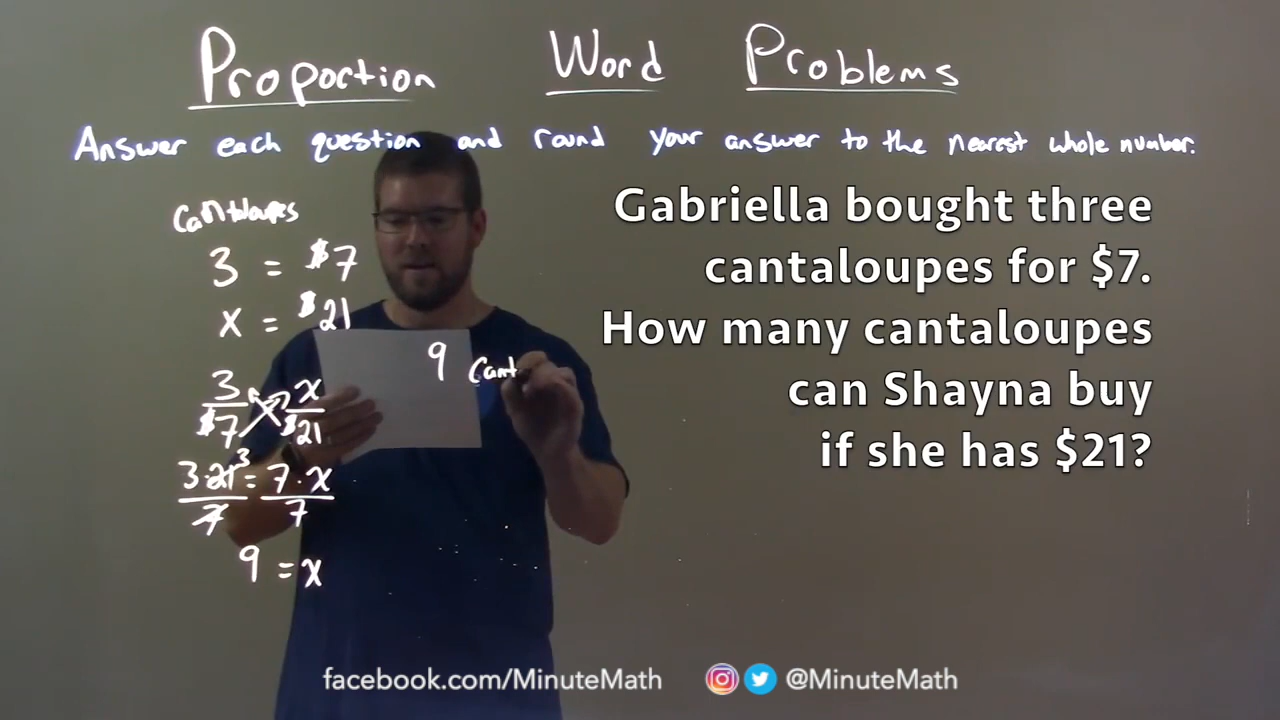 Proportion Word Problems
Answer each question and round your answer to the nearest whole number.
Cantaloupes
3 = $7
x = $21
3 x
$7 $21
3·21 3 = 7·x
7 7
9 = x
9 Cant
Gabriella bought three
cantaloupes for $7.
How many cantaloupes
can Shayna buy
if she has $21?
facebook.com/MinuteMath @MinuteMath